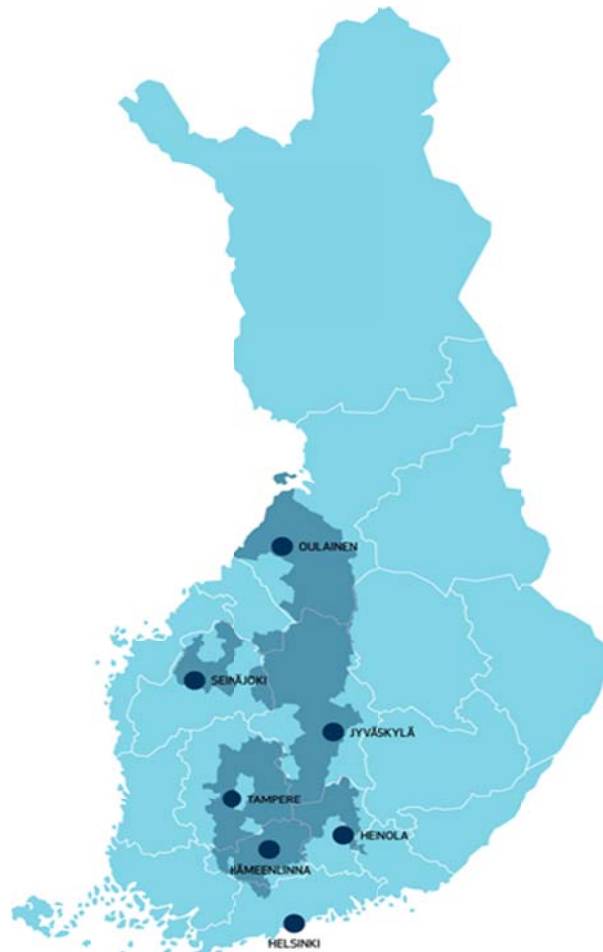 OULAINEN
SEINÄJOKI
JYVÄSKYLÄ
TAMPERE
HEINOLA
HÄMEENLINNA
HELSINKI